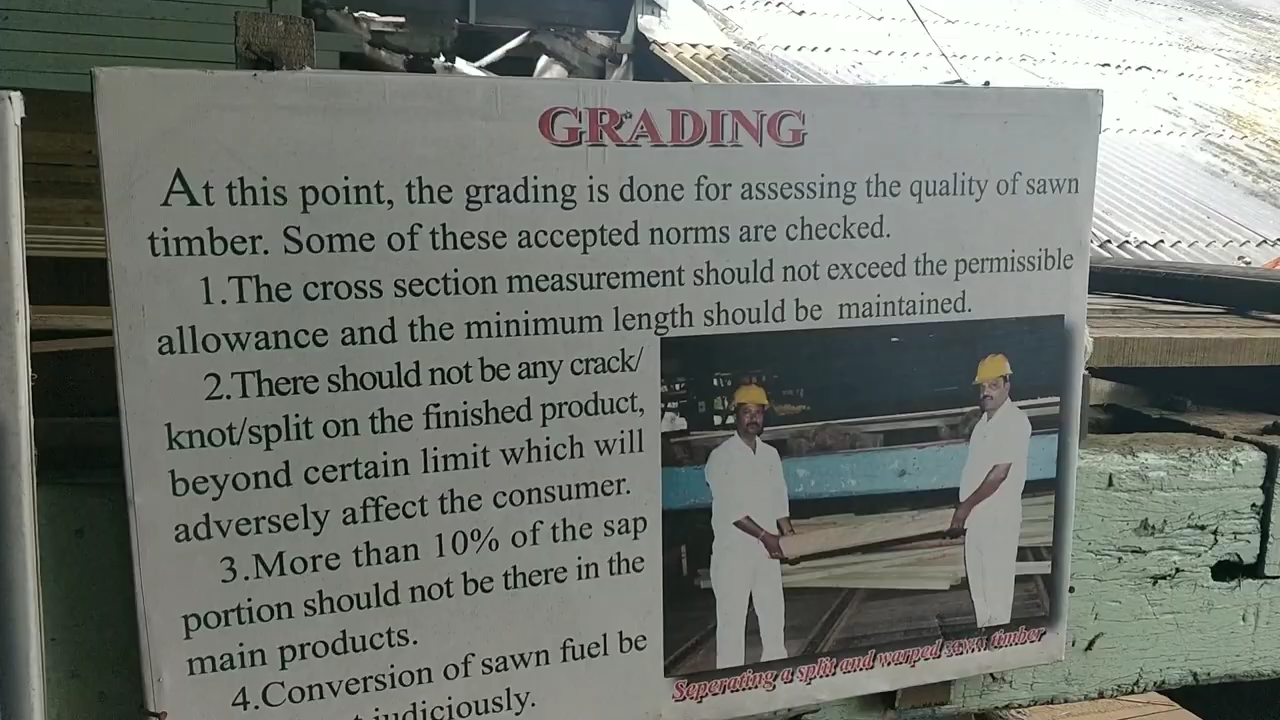 GRADING
At this point, the grading is done for assessing the quality of sawn
timber. Some of these accepted norms are checked.
1.The cross section measurement should not exceed the permissible
allowance and the minimum length should be maintained.
2.There should not be any crack/
knot/split on the finished product,
beyond certain limit which will
adversely affect the consumer.
3.More than 10% of the sap
portion should not be there in the
main products.
4.Conversion of sawn fuel be
judiciously.
Seperating a split and warped sawn timber